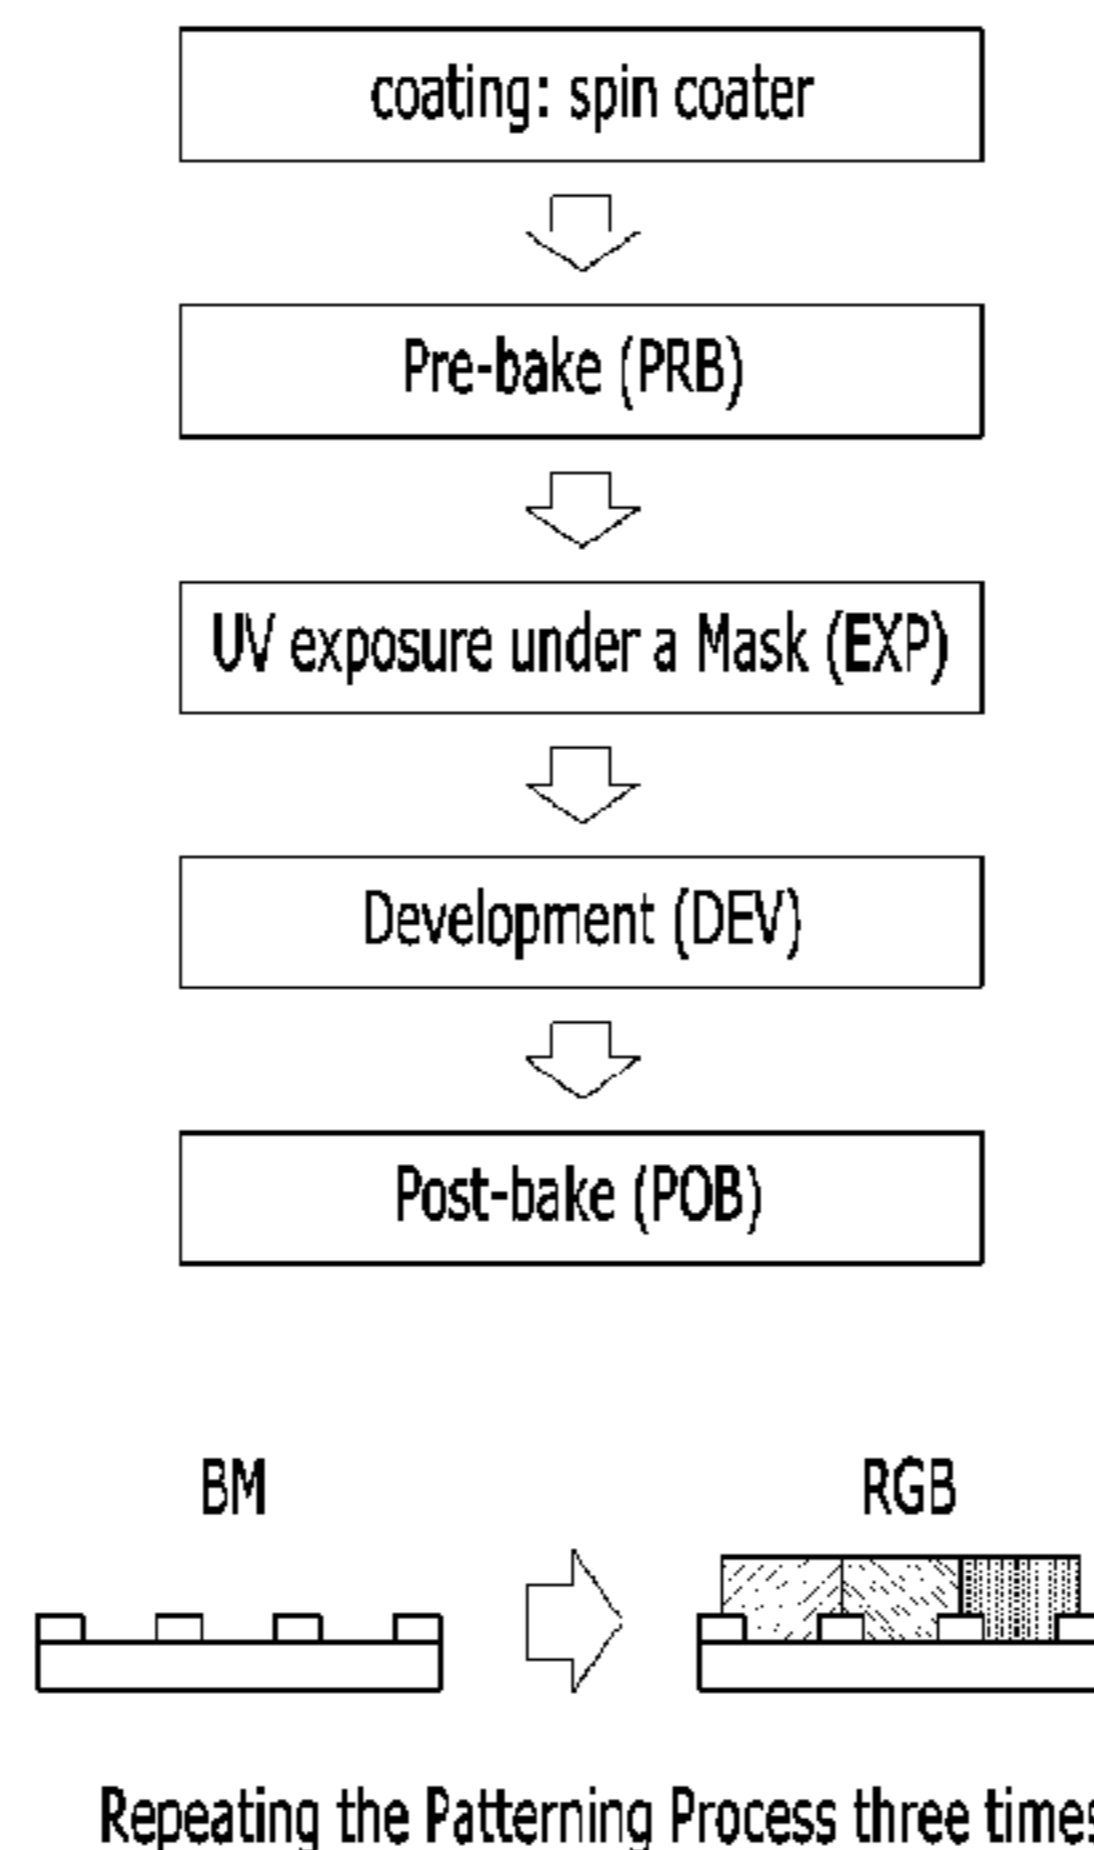 coating: spin coater
Pre-bake (PRB)
UV exposure under a Mask (EXP)
Development (DEV)
Post-bake (POB)
BM
RGB
Repeating the Patterning Process three times